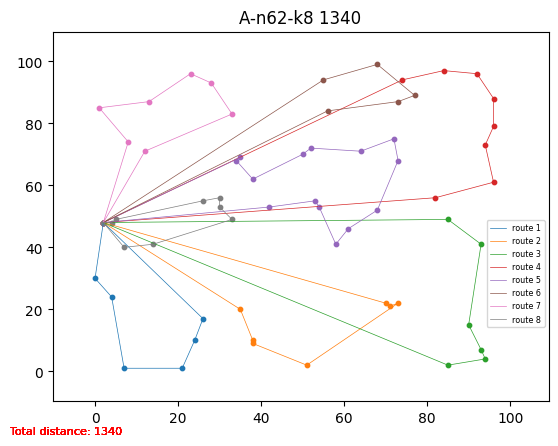 A-n62-k8 1340
100
80
60
40
20
0
0 20 40 60 80 100
route 1
route 2
route 3
route 4
route 5
route 6
route 7
route 8
Total distance: 1340